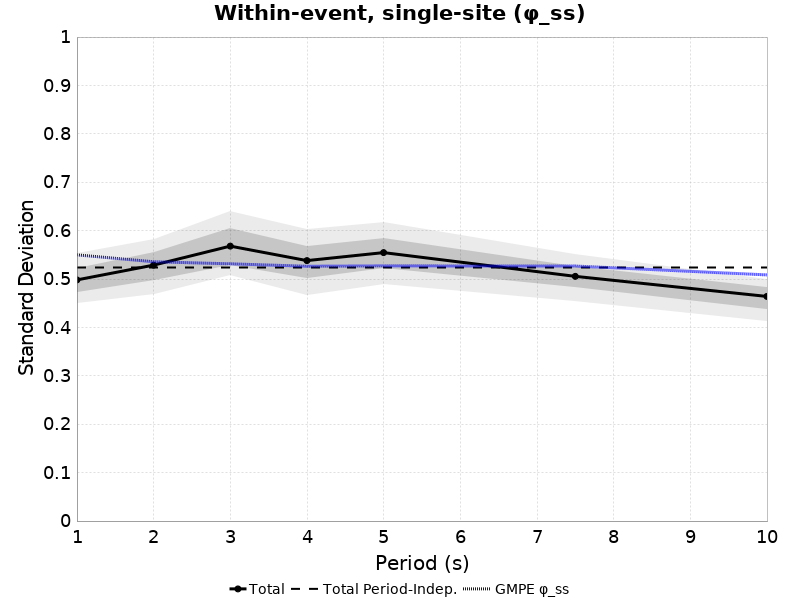 Within-event, single-site (φ_ss)
Standard Deviation
1
0.9
0.8
0.7
0.6
0.5
0.4
0.3
0.2
0.1
0
1 2 3 4 5 6 7 8 9 10
Period (s)
Total Total Period-Indep. GMPE φ_ss